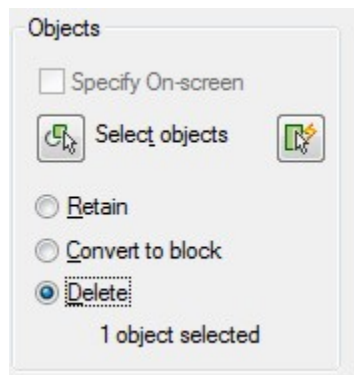 Objects
Specify On-screen
Select objects
Retain
Convert to block
Delete
1 object selected